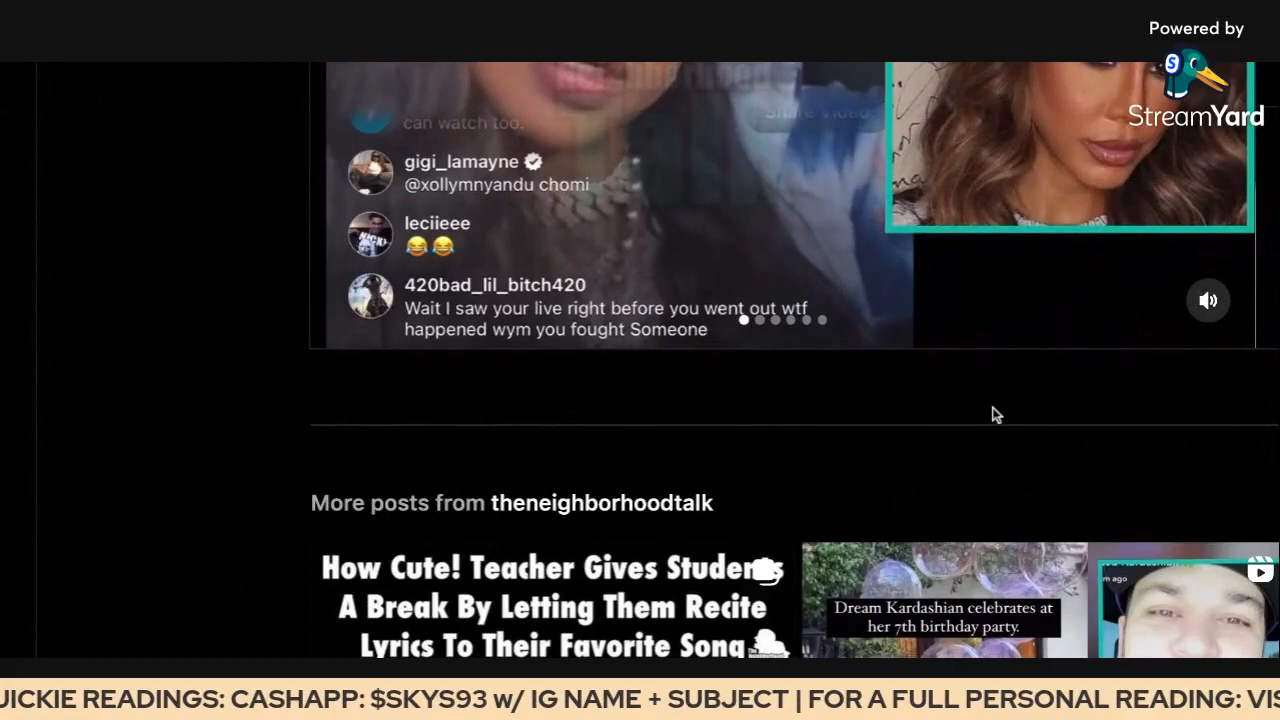 Powered by
StreamYard
can watch too.
Share Video
gigi_lamayne
@xollymnyandu chomi
leciieee
😂😂
420bad_lil_bitch420
Wait I saw your live right before you went out wtf
happened wym you fought Someone
More posts from theneighborhoodtalk
How Cute! Teacher Gives Students
A Break By Letting Them Recite
Lyrics To Their Favorite Song
Dream Kardashian celebrates at
her 7th birthday party.
m ago
UICKIE READINGS: CASHAPP: $SKYS93 w/ IG NAME + SUBJECT | FOR A FULL PERSONAL READING: VIS